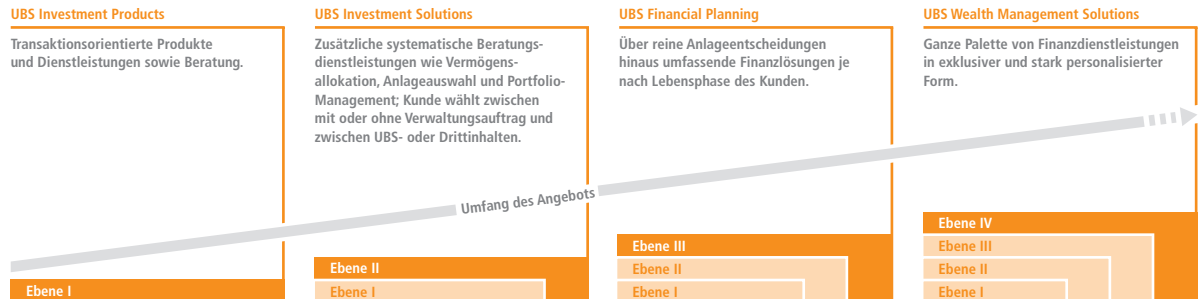 UBS Investment Products
Transaktionsorientierte Produkte
und Dienstleistungen sowie Beratung.
UBS Investment Solutions
Zusätzliche systematische Beratungs-
dienstleistungen wie Vermögens-
allokation, Anlageauswahl und Portfolio-
Management; Kunde wählt zwischen
mit oder ohne Verwaltungsauftrag und
zwischen UBS- oder Drittinhalten.
UBS Financial Planning
Über reine Anlageentscheidungen
hinaus umfassende Finanzlösungen je
nach Lebensphase des Kunden.
UBS Wealth Management Solutions
Ganze Palette von Finanzdienstleistungen
in exklusiver und stark personalisierter
Form.
Umfang des Angebots
Ebene I
Ebene II
Ebene I
Ebene III
Ebene II
Ebene I
Ebene IV
Ebene III
Ebene II
Ebene I